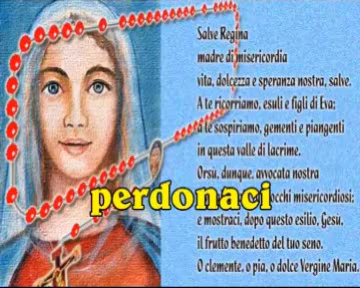 Salve Regina
madre di misericordia
vita, dolcezza e speranza nostra, salve.
A te ricorriamo, esuli e figli di Eva;
a te sospiriamo, gementi e piangenti
in questa valle di lacrime.
Orsù, dunque, avvocata nostra
occhi misericordiosi;
perdonaci
e mostraci, dopo questo esilio, Gesù,
il frutto benedetto del tuo seno.
O clemente, o pia, o dolce Vergine Maria.